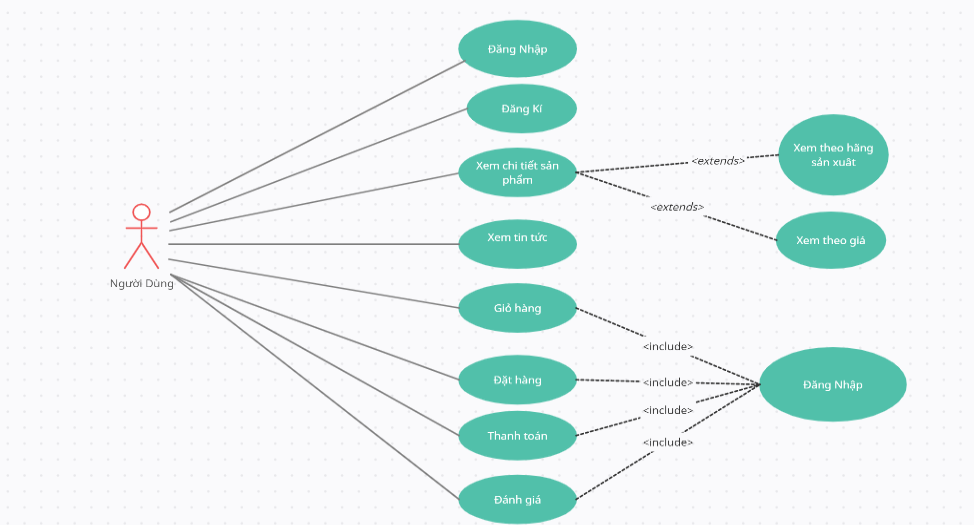 Đăng Nhập
Đăng Kí
Xem chi tiết sản
phẩm
<extends>
Xem theo hãng
sản xuât
<extends>
Xem theo giá
Xem tin tức
Người Dùng
Giỏ hàng
<include>
Đặt hàng
<include>
Đăng Nhập
<include>
Thanh toán
<include>
Đánh giá